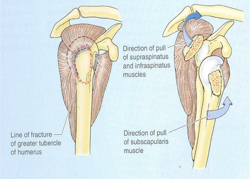 Direction of pull
of supraspinatus
and infraspinatus
muscles
Line of fracture
of greater tubercle
of humerus
Direction of pull
of subscapularis
muscle